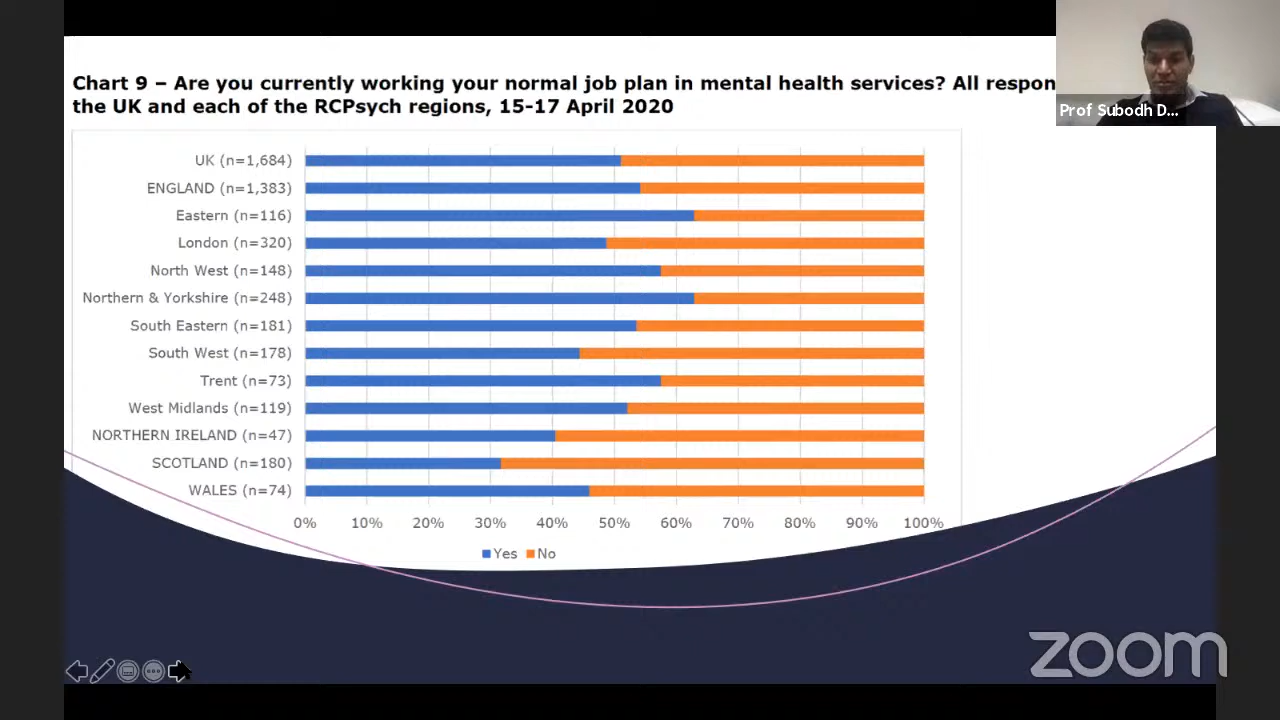 Chart 9 – Are you currently working your normal job plan in mental health services? All
the UK and each of the RCPsych regions, 15-17 April 2020
Prof Subodh D...
UK (n=1,684)
ENGLAND (n=1,383)
Eastern (n=116)
London (n=320)
North West (n=148)
Northern & Yorkshire (n=248)
South Eastern (n=181)
South West (n=178)
Trent (n=73)
West Midlands (n=119)
NORTHERN IRELAND (n=47)
SCOTLAND (n=180)
WALES (n=74)
0% 10% 20% 30% 40% 50% 60% 70% 80% 90% 100%
Yes No
zoom